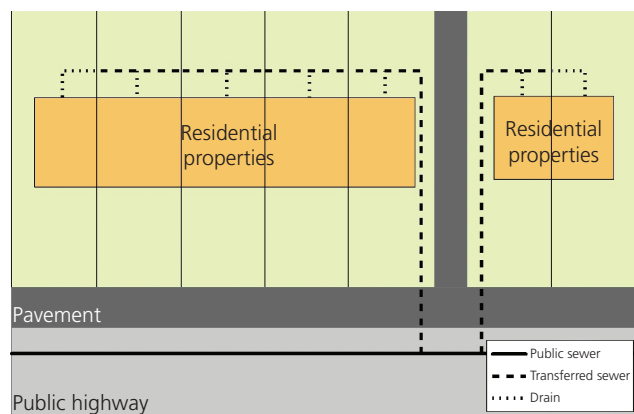 Residential
properties
Residential
properties
Pavement
Public sewer
Transferred sewer
Drain
Public highway